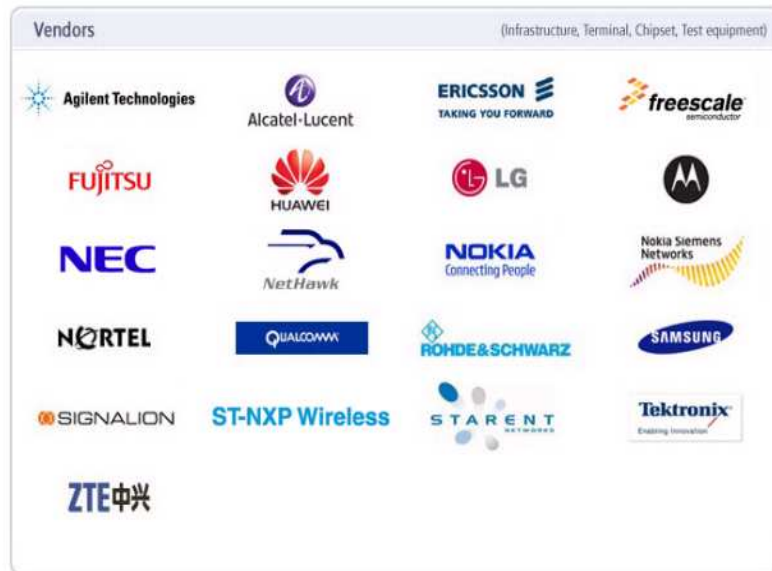 Vendors (Infrastructure, Terminal, Chipset, Test equipment)
Agilent Technologies
Alcatel·Lucent
ERICSSON
TAKING YOU FORWARD
freescale
semiconductor
FUJITSU
HUAWEI
LG
NEC
NetHawk
NOKIA
Connecting People
Nokia Siemens
Networks
NORTEL
QUALCOMM
ROHDE&SCHWARZ
SAMSUNG
SIGNALION
ST-NXP Wireless
STARENT
NETWORKS
Tektronix
Enabling Innovation
ZTE中兴